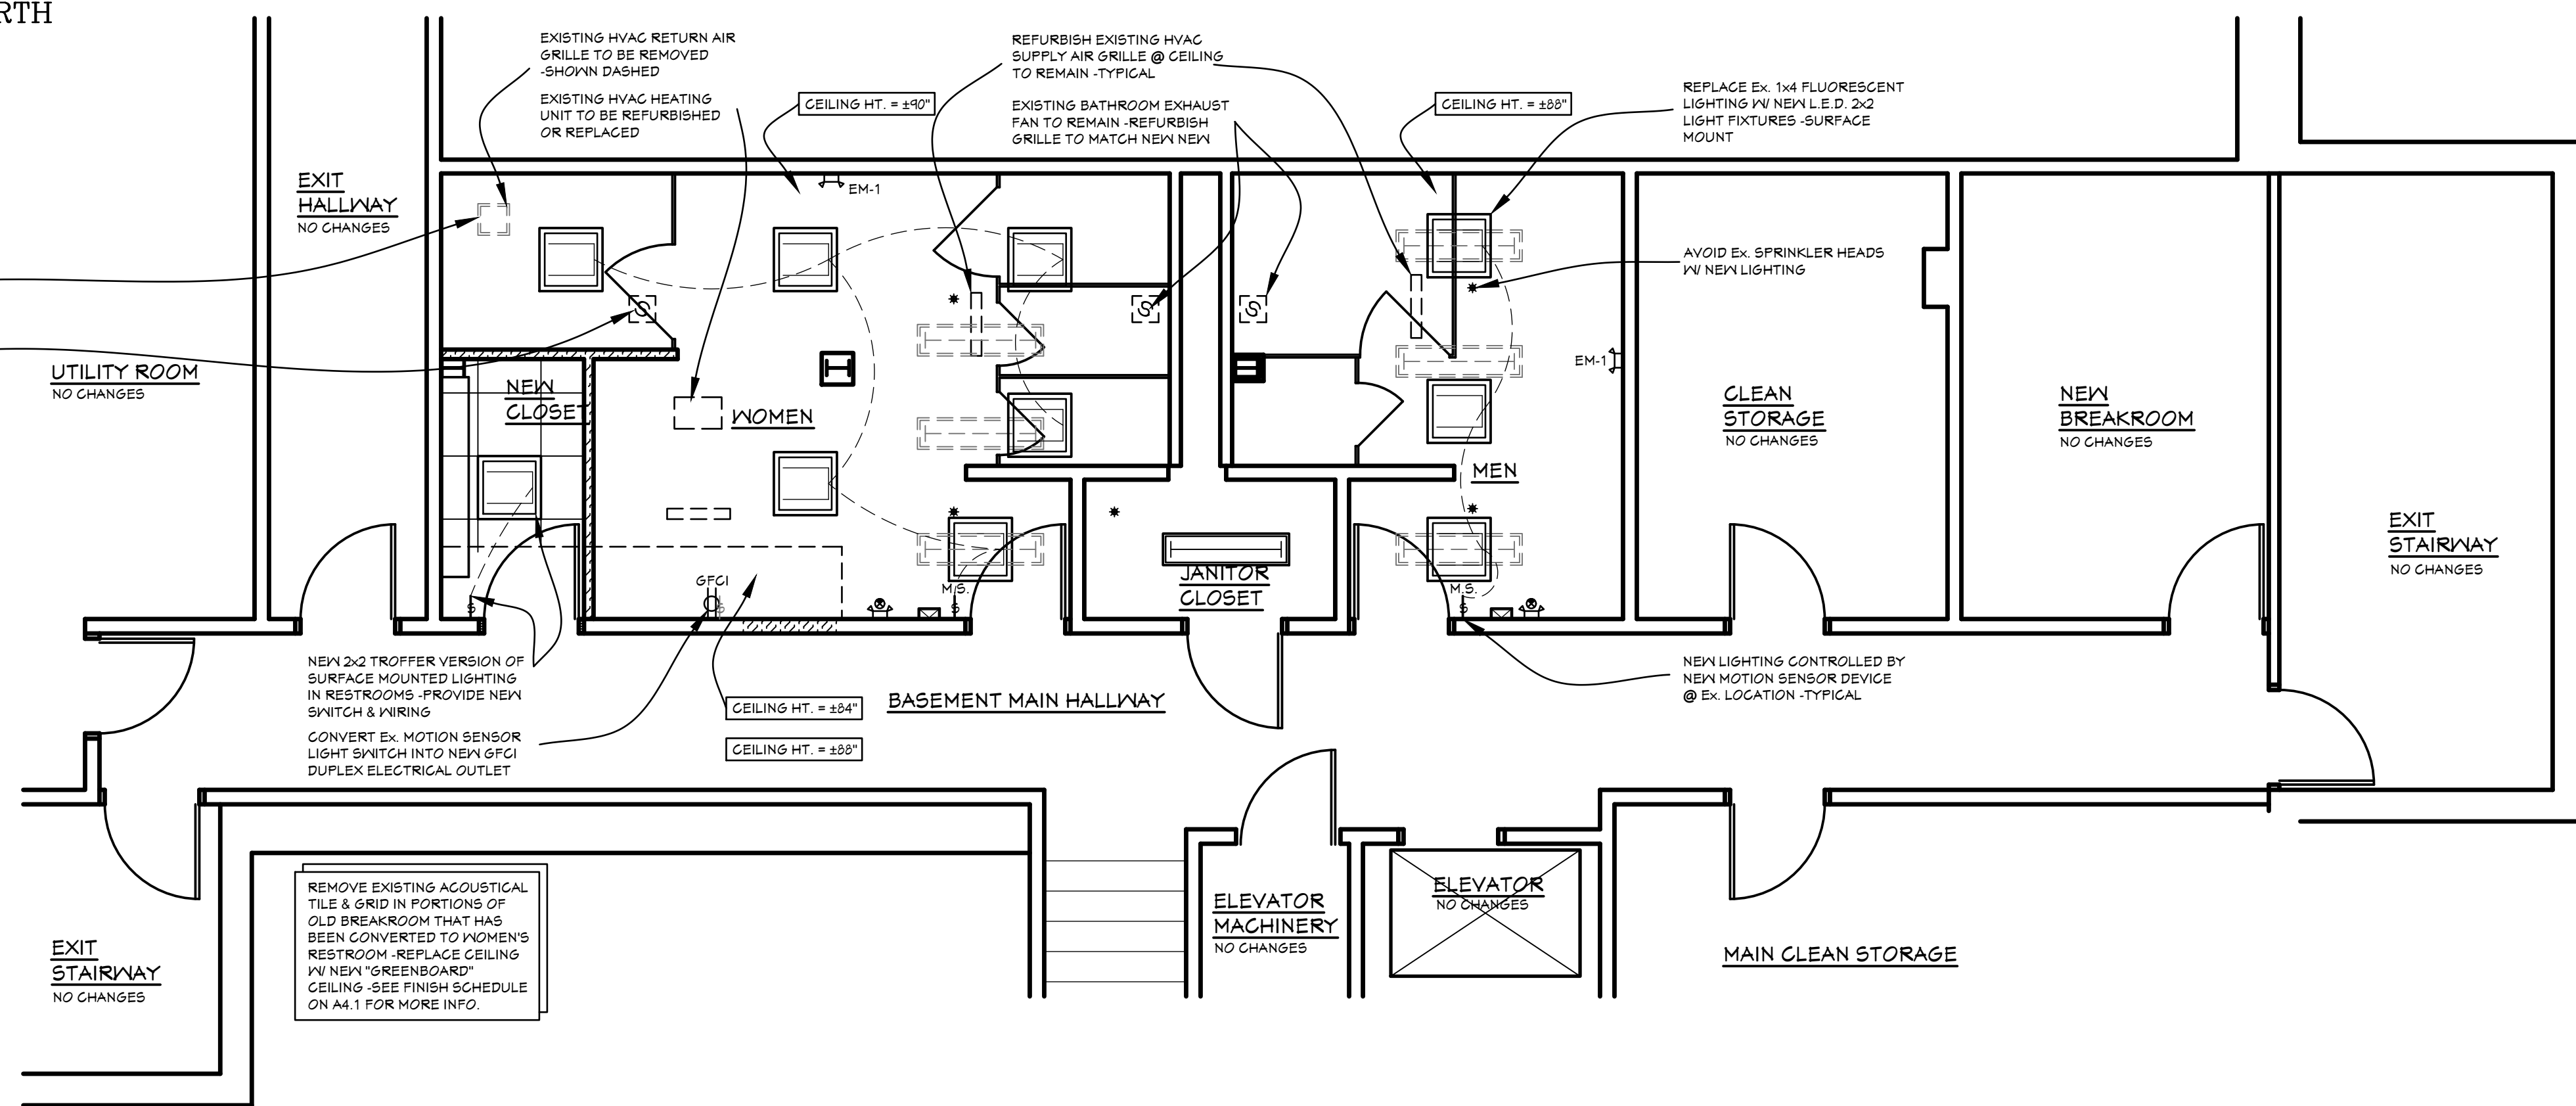 RTH
EXISTING HVAC RETURN AIR
GRILLE TO BE REMOVED
-SHOWN DASHED
EXISTING HVAC HEATING
UNIT TO BE REFURBISHED
OR REPLACED
CEILING HT. = ±90"
REFURBISH EXISTING HVAC
SUPPLY AIR GRILLE @ CEILING
TO REMAIN -TYPICAL
EXISTING BATHROOM EXHAUST
FAN TO REMAIN -REFURBISH
GRILLE TO MATCH NEW NEW
CEILING HT. = ±88"
REPLACE Ex. 1x4 FLUORESCENT
LIGHTING W/ NEW L.E.D. 2x2
LIGHT FIXTURES -SURFACE
MOUNT
EXIT
HALLWAY
NO CHANGES
EM-1
AVOID Ex. SPRINKLER HEADS
W/ NEW LIGHTING
S
S
S
EM-1
UTILITY ROOM
NO CHANGES
NEW
CLOSET
WOMEN
MEN
CLEAN
STORAGE
NO CHANGES
NEW
BREAKROOM
NO CHANGES
EXIT
STAIRWAY
NO CHANGES
JANITOR
CLOSET
GFCI
S
S
M.S.
S
M.S.
S
NEW 2x2 TROFFER VERSION OF
SURFACE MOUNTED LIGHTING
IN RESTROOMS -PROVIDE NEW
SWITCH & WIRING
CONVERT Ex. MOTION SENSOR
LIGHT SWITCH INTO NEW GFCI
DUPLEX ELECTRICAL OUTLET
CEILING HT. = ±84"
CEILING HT. = ±88"
BASEMENT MAIN HALLWAY
NEW LIGHTING CONTROLLED BY
NEW MOTION SENSOR DEVICE
@ Ex. LOCATION -TYPICAL
REMOVE EXISTING ACOUSTICAL
TILE & GRID IN PORTIONS OF
OLD BREAKROOM THAT HAS
BEEN CONVERTED TO WOMEN'S
RESTROOM -REPLACE CEILING
W/ NEW "GREENBOARD"
CEILING -SEE FINISH SCHEDULE
ON A4.1 FOR MORE INFO.
EXIT
STAIRWAY
NO CHANGES
ELEVATOR
MACHINERY
NO CHANGES
ELEVATOR
NO CHANGES
MAIN CLEAN STORAGE